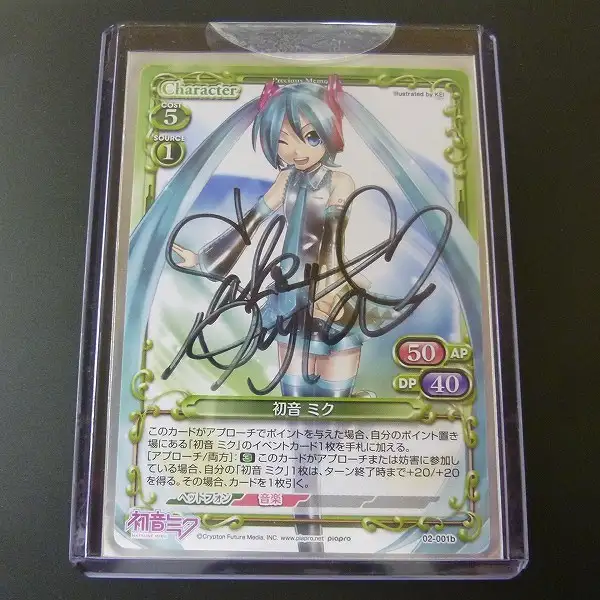 Precious Memories
Character
Illustrated by KEI
COST
5
SOURCE
1
50 AP
DP 40
初音 ミク
このカードがアプローチでポイントを与えた場合、自分のポイント置き
場にある「初音 ミク」のイベントカード1枚を手札に加える。
[アプローチ/両方]: このカードがアプローチまたは妨害に参加し
ている場合、自分の「初音 ミク」1枚は、ターン終了時まで+20/+20
を得る。その場合、カードを1枚引く。
ヘッドフォン 音楽
初音ミク
HATSUNE MIKU
©Crypton Future Media, INC. www.piapro.net piapro
02-001b